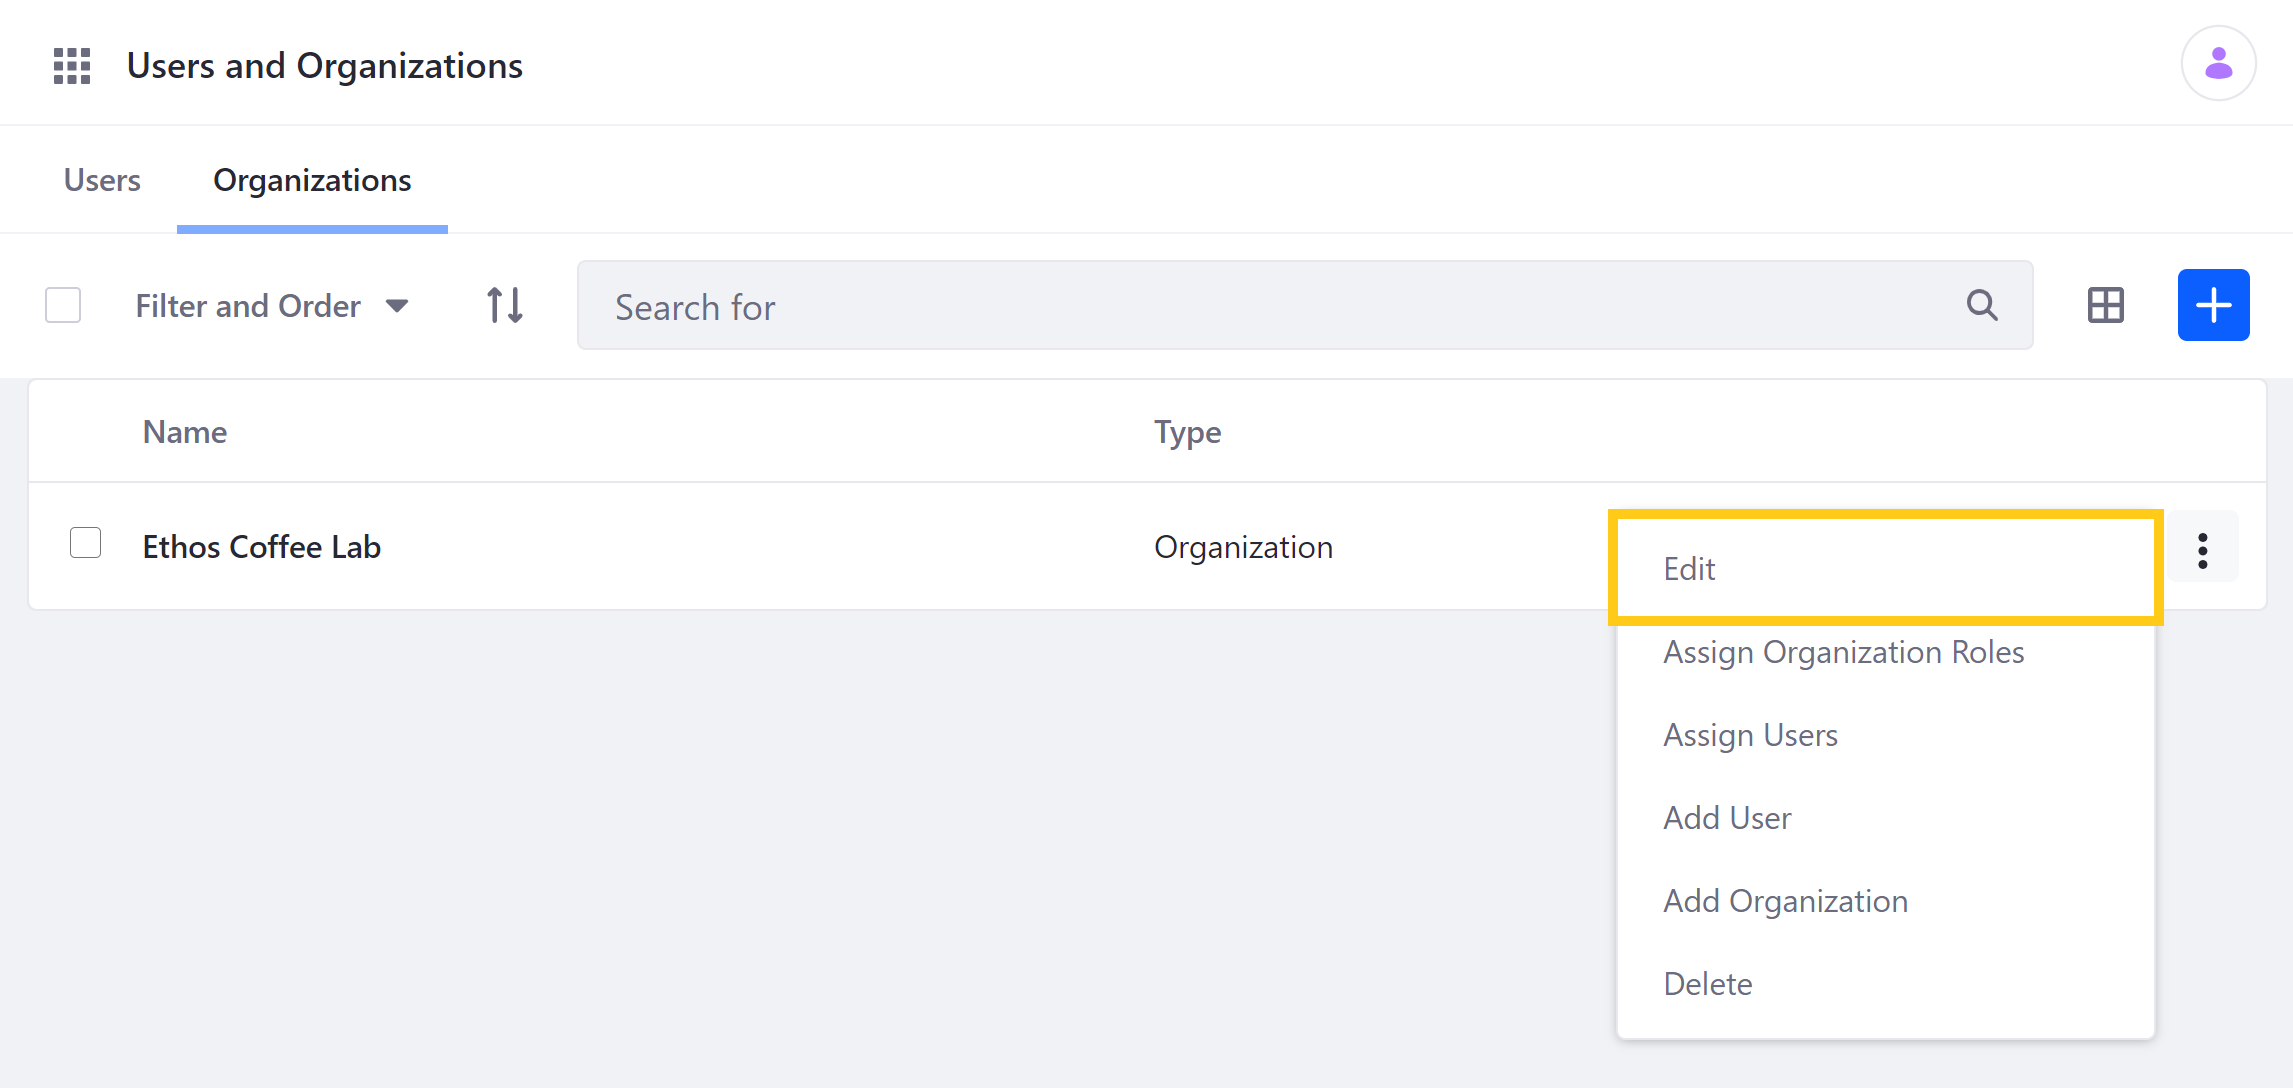 Users and Organizations
Users
Organizations
Filter and Order
Search for
Name
Type
Ethos Coffee Lab
Organization
Edit
Assign Organization Roles
Assign Users
Add User
Add Organization
Delete